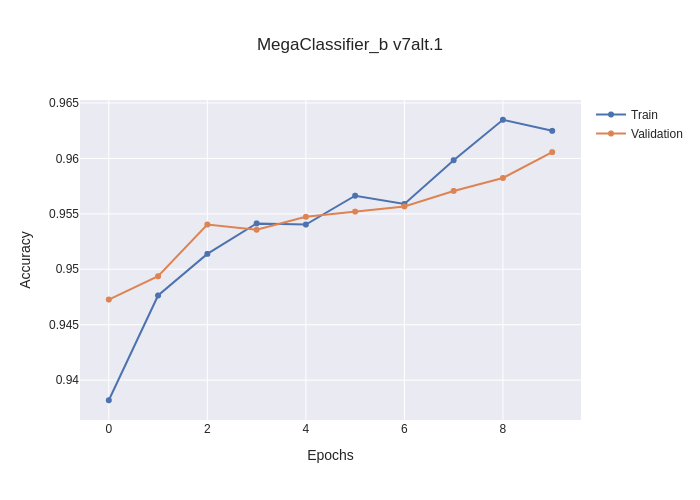 MegaClassifier_b v7alt.1
0.965
0.96
0.955
0.95
0.945
0.94
Accuracy
0
2
4
6
8
Epochs
Train
Validation